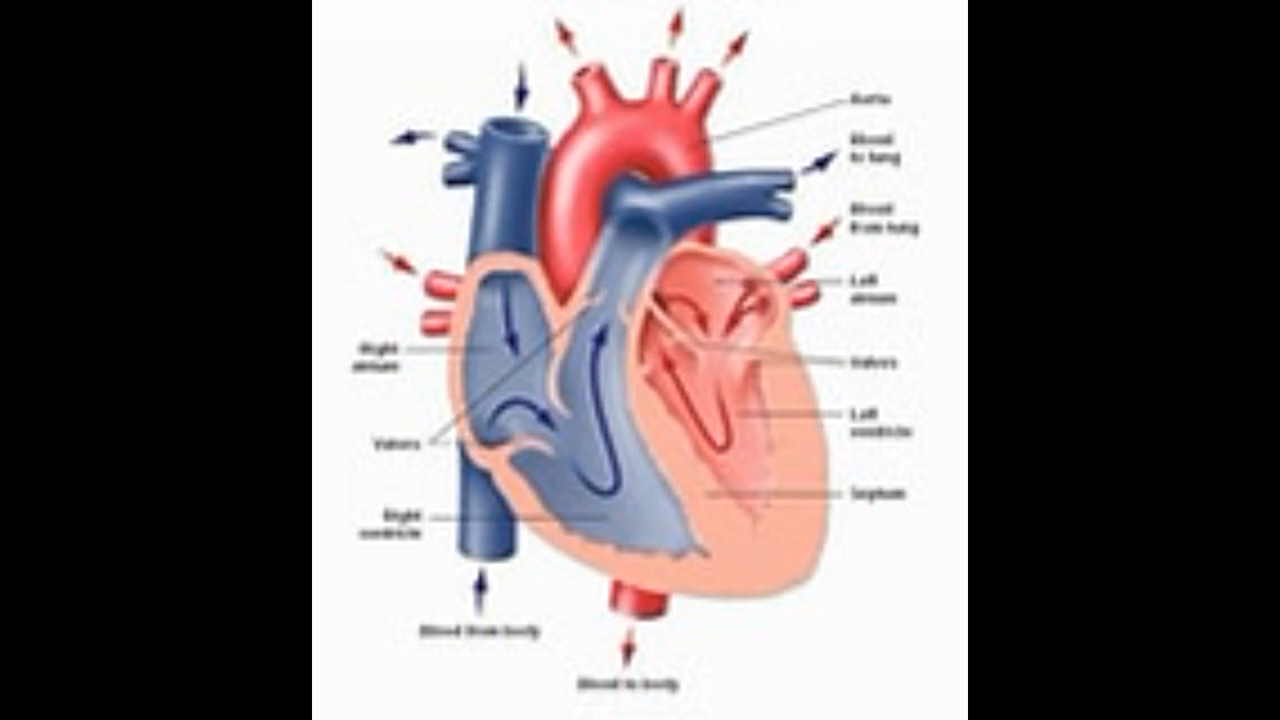 Aorta
Blood
to lung
Blood
from lung
Left
atrium
Valves
Left
ventricle
Septum
Right
atrium
Valves
Right
ventricle
Blood from body
Blood to body